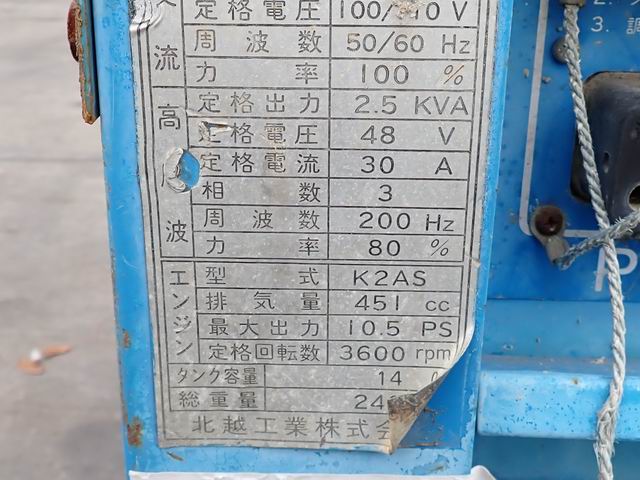 定格電圧 100/110 V
周波数 50/60 Hz
流 力率 100 %
高 定格出力 2.5 KVA
定格電圧 48 V
定格電流 30 A
相数 3
周波数 200 Hz
波 力率 80 %
エンジン 型式 K2AS
排気量 451 cc
最大出力 10.5 PS
定格回転数 3600 rpm
タンク容量 14
総重量 24
北越工業株式会
3. 調
P